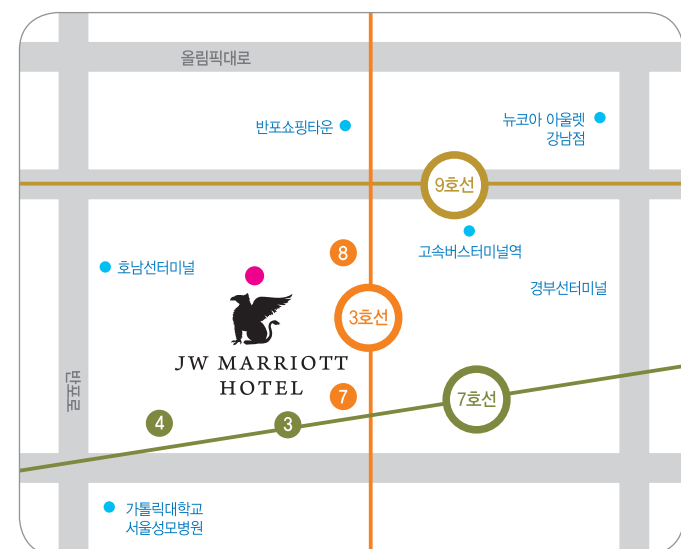 올림픽대로
반포쇼핑타운
뉴코아 아울렛
강남점
9호선
고속버스터미널역
8
호남선터미널
경부선터미널
3호선
JW MARRIOTT
HOTEL
반포로
7
7호선
4
3
가톨릭대학교
서울성모병원